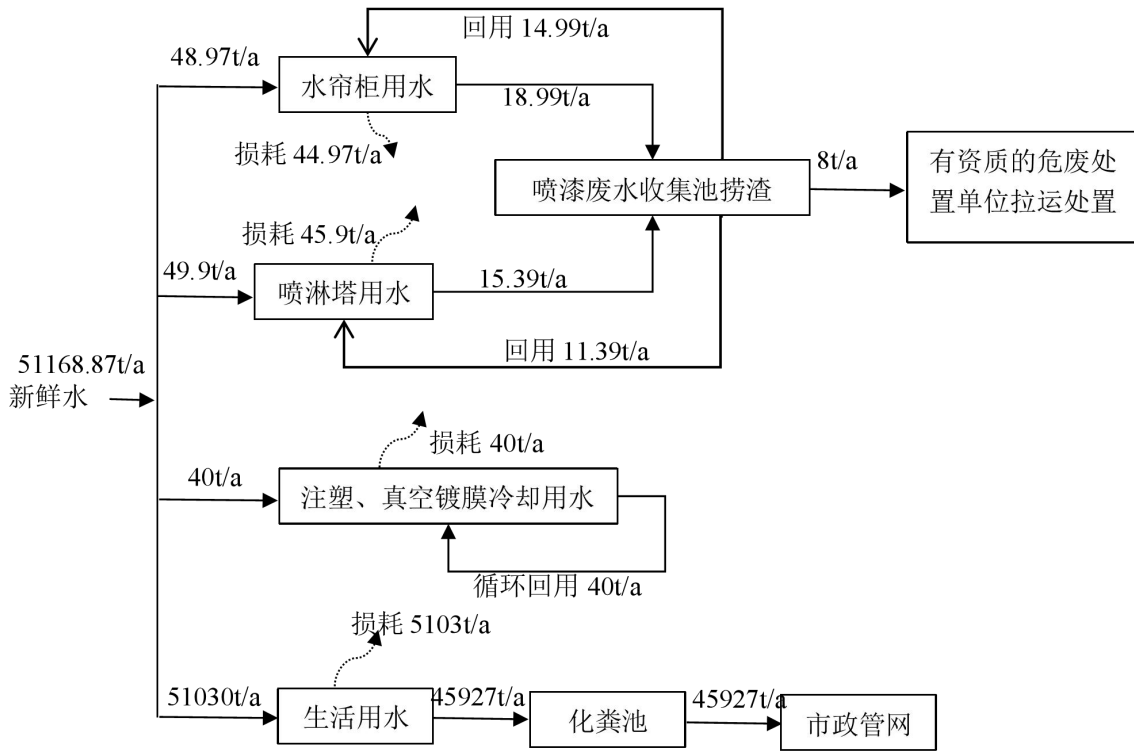 回用 14.99t/a
48.97t/a
水帘柜用水
18.99t/a
损耗 44.97t/a
喷漆废水收集池捞渣
8t/a
有资质的危废处
置单位拉运处置
损耗 45.9t/a
49.9t/a
喷淋塔用水
15.39t/a
回用 11.39t/a
51168.87t/a
新鲜水
损耗 40t/a
40t/a
注塑、真空镀膜冷却用水
循环回用 40t/a
损耗 5103t/a
51030t/a
生活用水
45927t/a
化粪池
45927t/a
市政管网